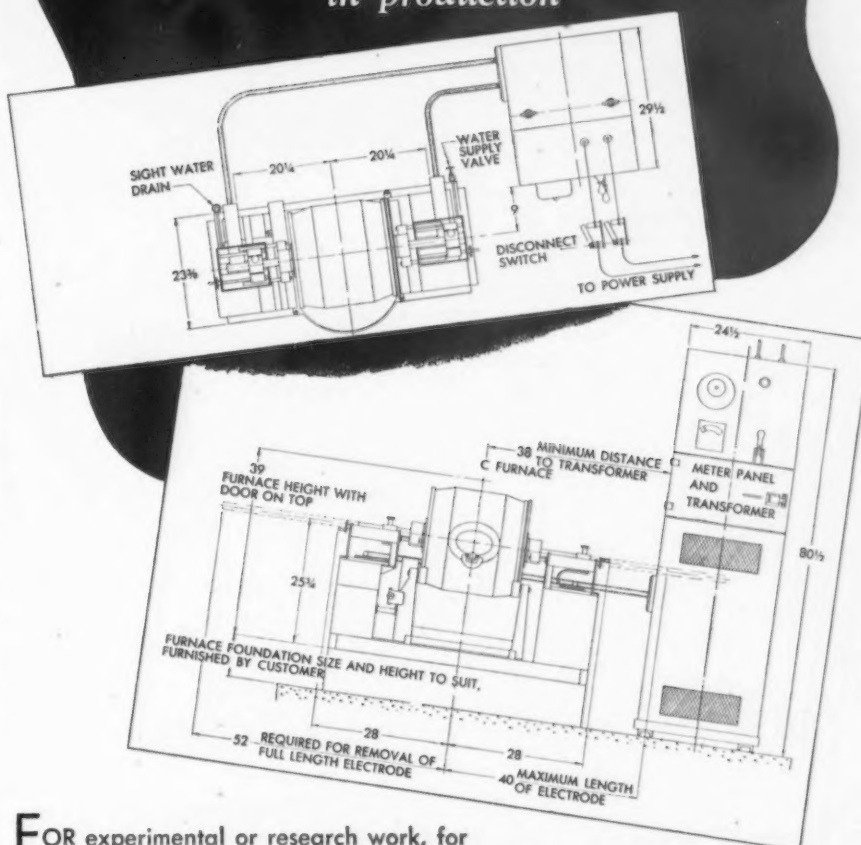 in production
29½
SIGHT WATER
DRAIN
20¼
20¼
WATER
SUPPLY
VALVE
9
23⅜
DISCONNECT
SWITCH
TO POWER SUPPLY
24½
39
FURNACE HEIGHT WITH
DOOR ON TOP
38 MINIMUM DISTANCE
C FURNACE TO TRANSFORMER
METER PANEL
AND
TRANSFORMER
80½
25¾
FURNACE FOUNDATION SIZE AND HEIGHT TO SUIT,
FURNISHED BY CUSTOMER
28
28
52 REQUIRED FOR REMOVAL OF
FULL LENGTH ELECTRODE
40 MAXIMUM LENGTH
OF ELECTRODE
FOR experimental or research work, for